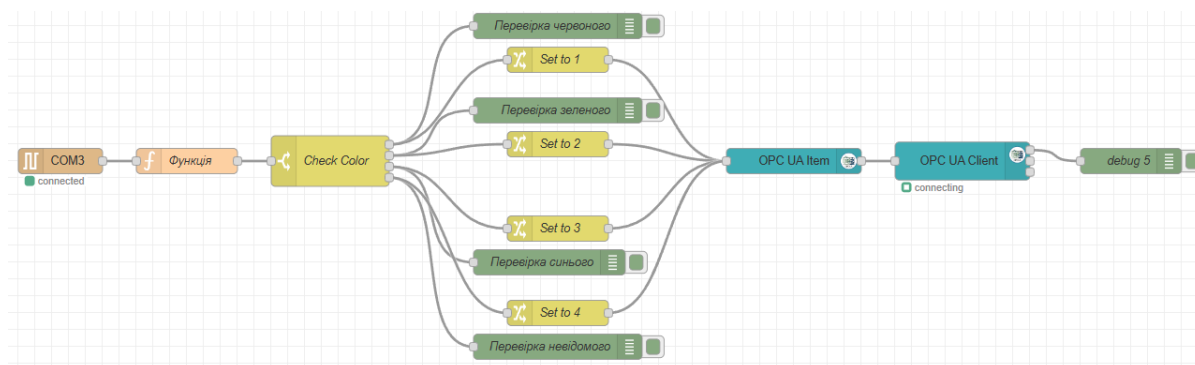 Перевірка червоного
Set to 1
Перевірка зеленого
Set to 2
COM3
connected
Функція
Check Color
OPC UA Item
OPC UA Client
connecting
debug 5
Set to 3
Перевірка синього
Set to 4
Перевірка невідомого